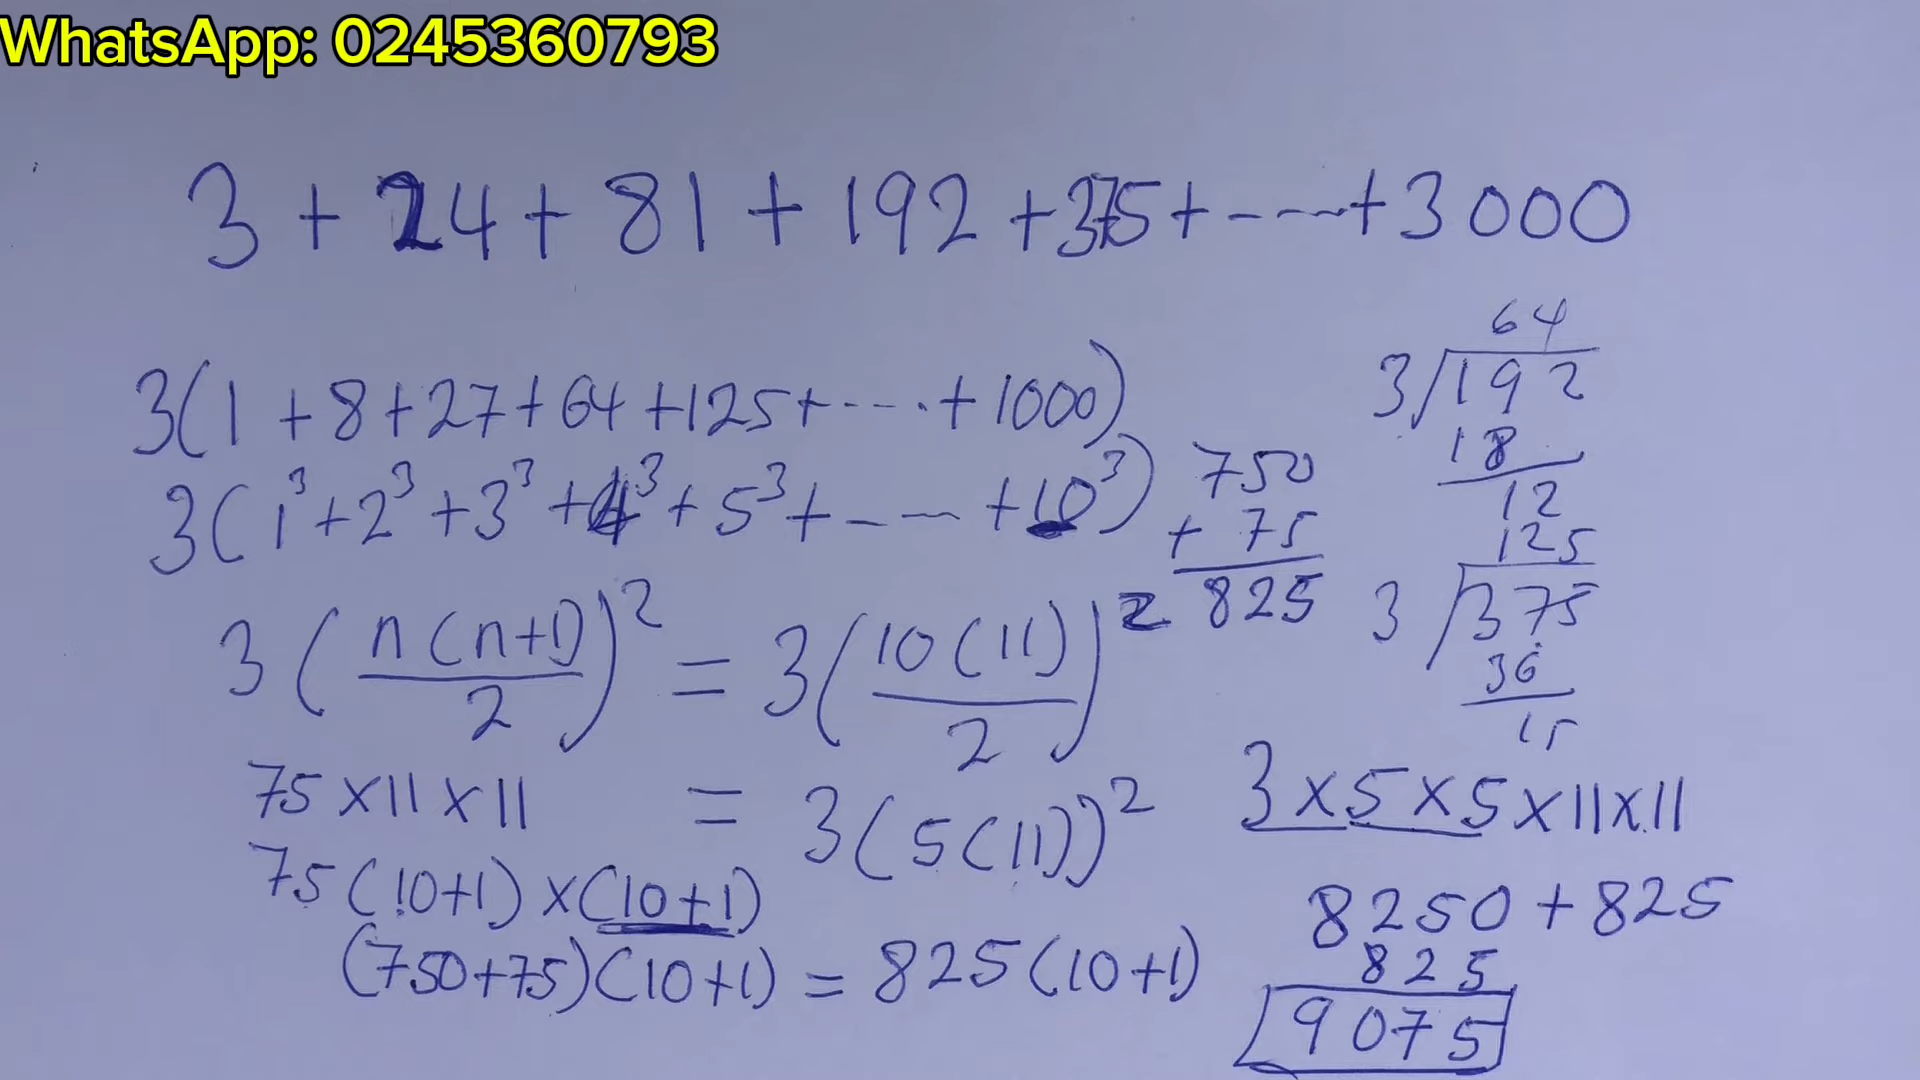 WhatsApp: 0245360793
3 + 24 + 81 + 192 + 375 + ---- + 3000
3(1 + 8 + 27 + 64 + 125 + ---- + 1000)
3(1³ + 2³ + 3³ + 4³ + 5³ + ---- + 10³)
3 (n(n+1)/2)² = 3(10(11)/2)²
= 3(5(11))²
75 x 11 x 11
75(10+1) x (10+1)
(750+75)(10+1) = 825(10+1)
750
+ 75
825
64
3/192
18
12
125
3/375
36
15
3 x 5 x 5 x 11 x 11
8250 + 825
825
9075